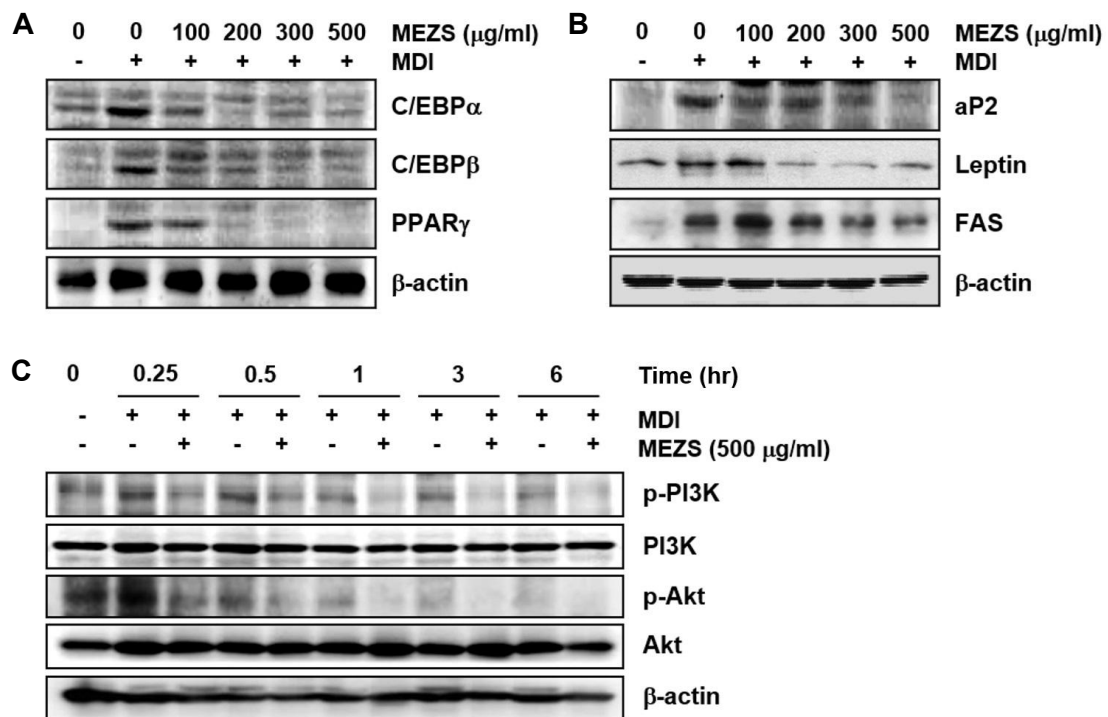 A
0 0 100 200 300 500 MEZS (μg/ml)
- + + + + + MDI
C/EBPα
C/EBPβ
PPARγ
β-actin
B
0 0 100 200 300 500 MEZS (μg/ml)
- + + + + + MDI
aP2
Leptin
FAS
β-actin
C
0 0.25 0.5 1 3 6 Time (hr)
- + + + + + + + + + + MDI
- - + - + - + - + - + MEZS (500 μg/ml)
p-PI3K
PI3K
p-Akt
Akt
β-actin